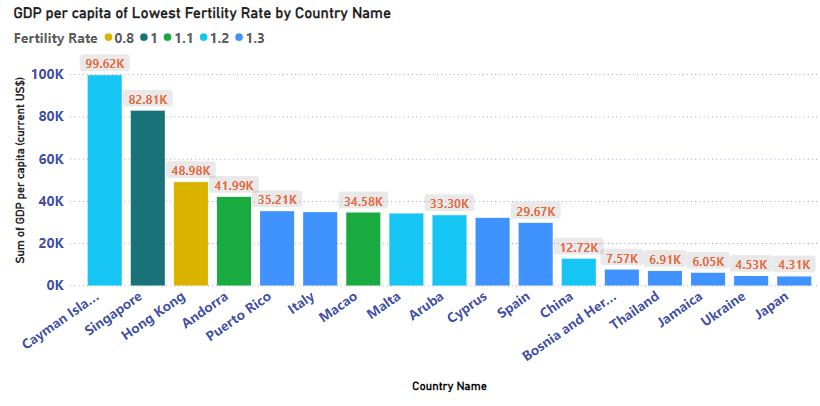 GDP per capita of Lowest Fertility Rate by Country Name
Fertility Rate 0.8 1 1.1 1.2 1.3
Sum of GDP per capita (current US$)
100K
80K
60K
40K
20K
0K
99.62K
82.81K
48.98K
41.99K
35.21K
34.58K
33.30K
29.67K
12.72K
7.57K
6.91K
6.05K
4.53K
4.31K
Cayman Isla...
Singapore
Hong Kong
Andorra
Puerto Rico
Italy
Macao
Malta
Aruba
Cyprus
Spain
China
Bosnia and Her...
Thailand
Jamaica
Ukraine
Japan
Country Name